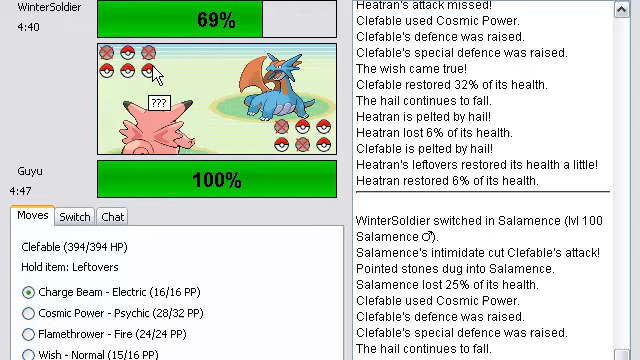 WinterSoldier
4:40
69%
???
Guyu
4:47
100%
Moves Switch Chat
Clefable (394/394 HP)
Hold item: Leftovers
Charge Beam - Electric (16/16 PP)
Cosmic Power - Psychic (28/32 PP)
Flamethrower - Fire (24/24 PP)
Wish - Normal (15/16 PP)
Heatran's attack missed!
Clefable used Cosmic Power.
Clefable's defence was raised.
Clefable's special defence was raised.
The wish came true!
Clefable restored 32% of its health.
The hail continues to fall.
Heatran is pelted by hail!
Heatran lost 6% of its health.
Clefable is pelted by hail!
Heatran's leftovers restored its health a little!
Heatran restored 6% of its health.
WinterSoldier switched in Salamence (lvl 100
Salamence ♂).
Salamence's intimidate cut Clefable's attack!
Pointed stones dug into Salamence.
Salamence lost 25% of its health.
Clefable used Cosmic Power.
Clefable's defence was raised.
Clefable's special defence was raised.
The hail continues to fall.